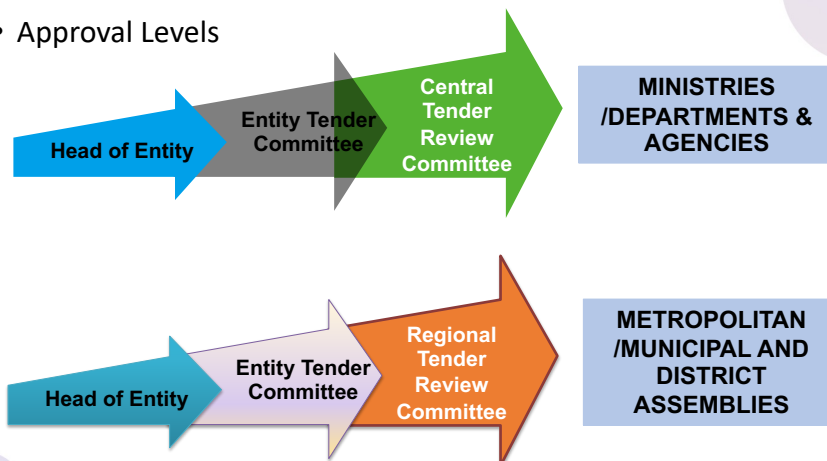 • Approval Levels
Head of Entity
Entity Tender
Committee
Central
Tender
Review
Committee
MINISTRIES
/DEPARTMENTS &
AGENCIES
Head of Entity
Entity Tender
Committee
Regional
Tender
Review
Committee
METROPOLITAN
/MUNICIPAL AND
DISTRICT
ASSEMBLIES